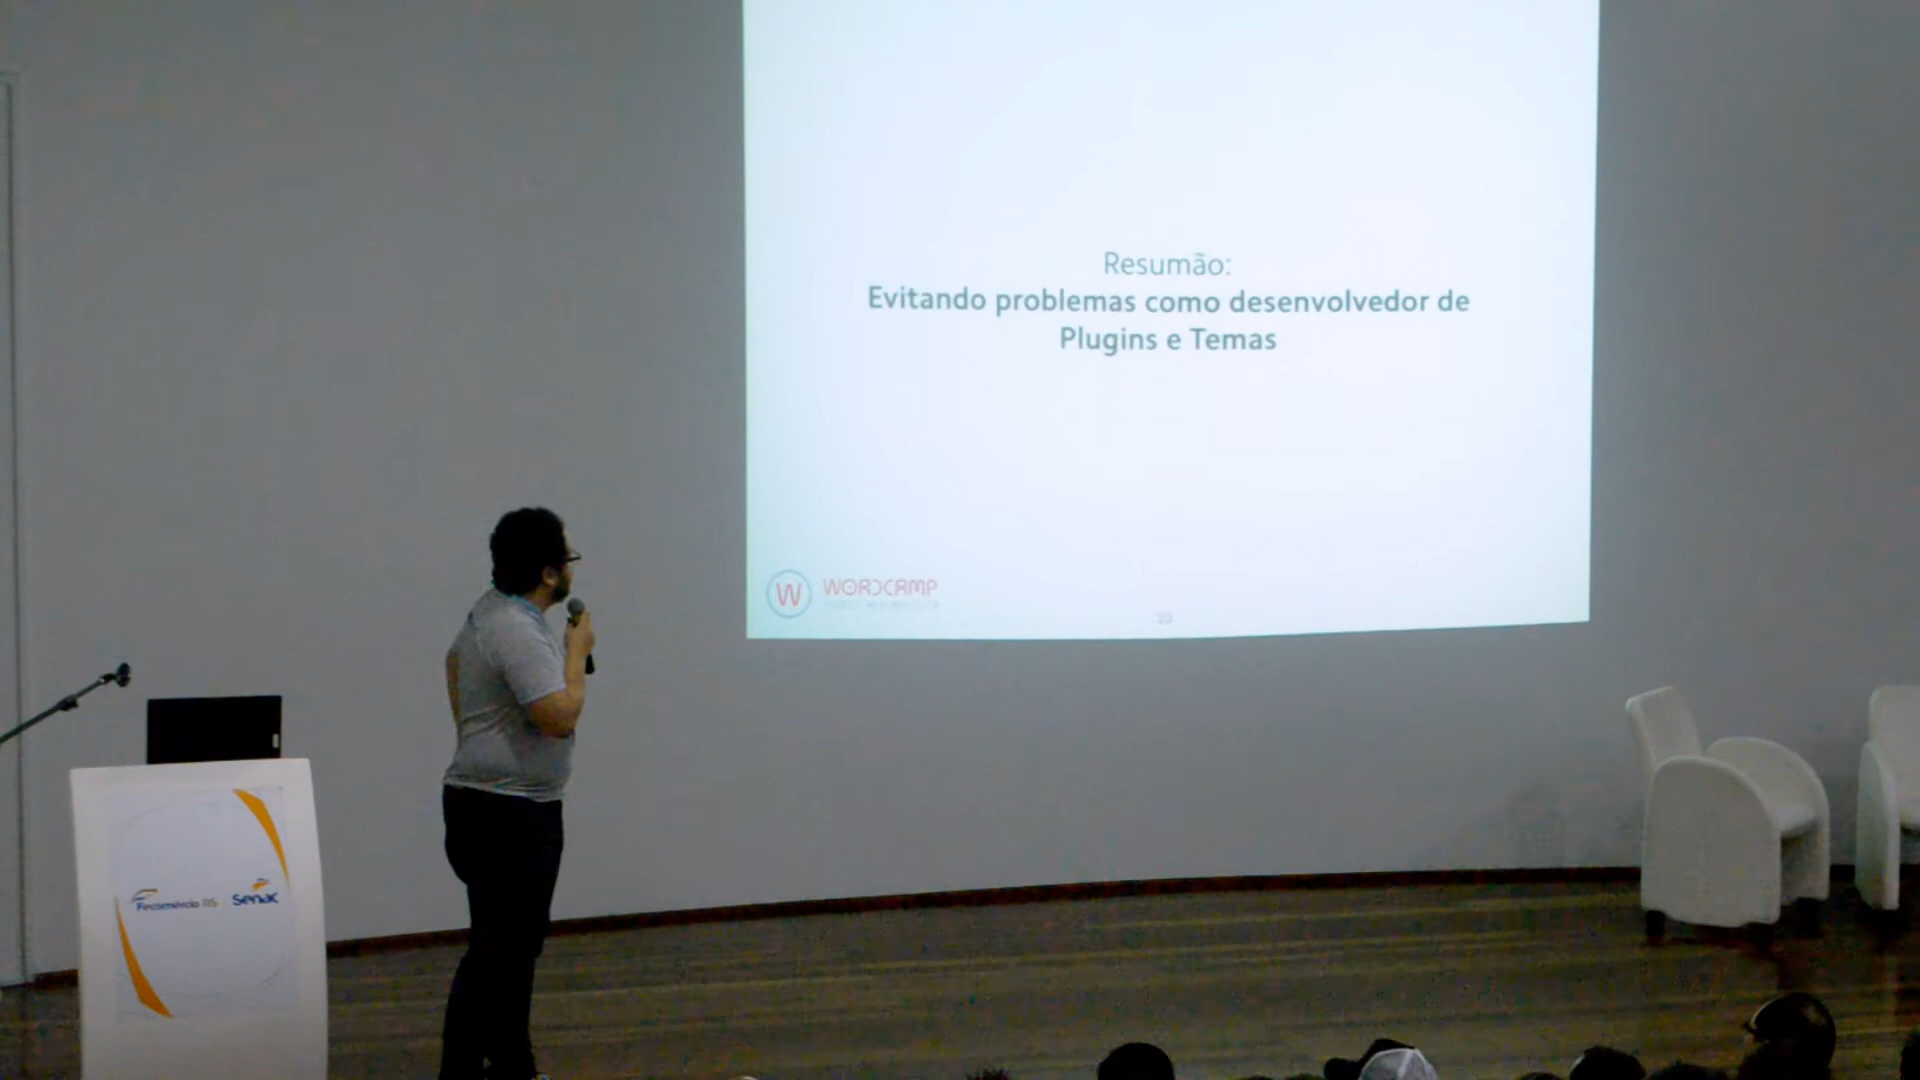 Resumão:
Evitando problemas como desenvolvedor de
Plugins e Temas
W
WORDCAMP
Fecomércio RS
Senac